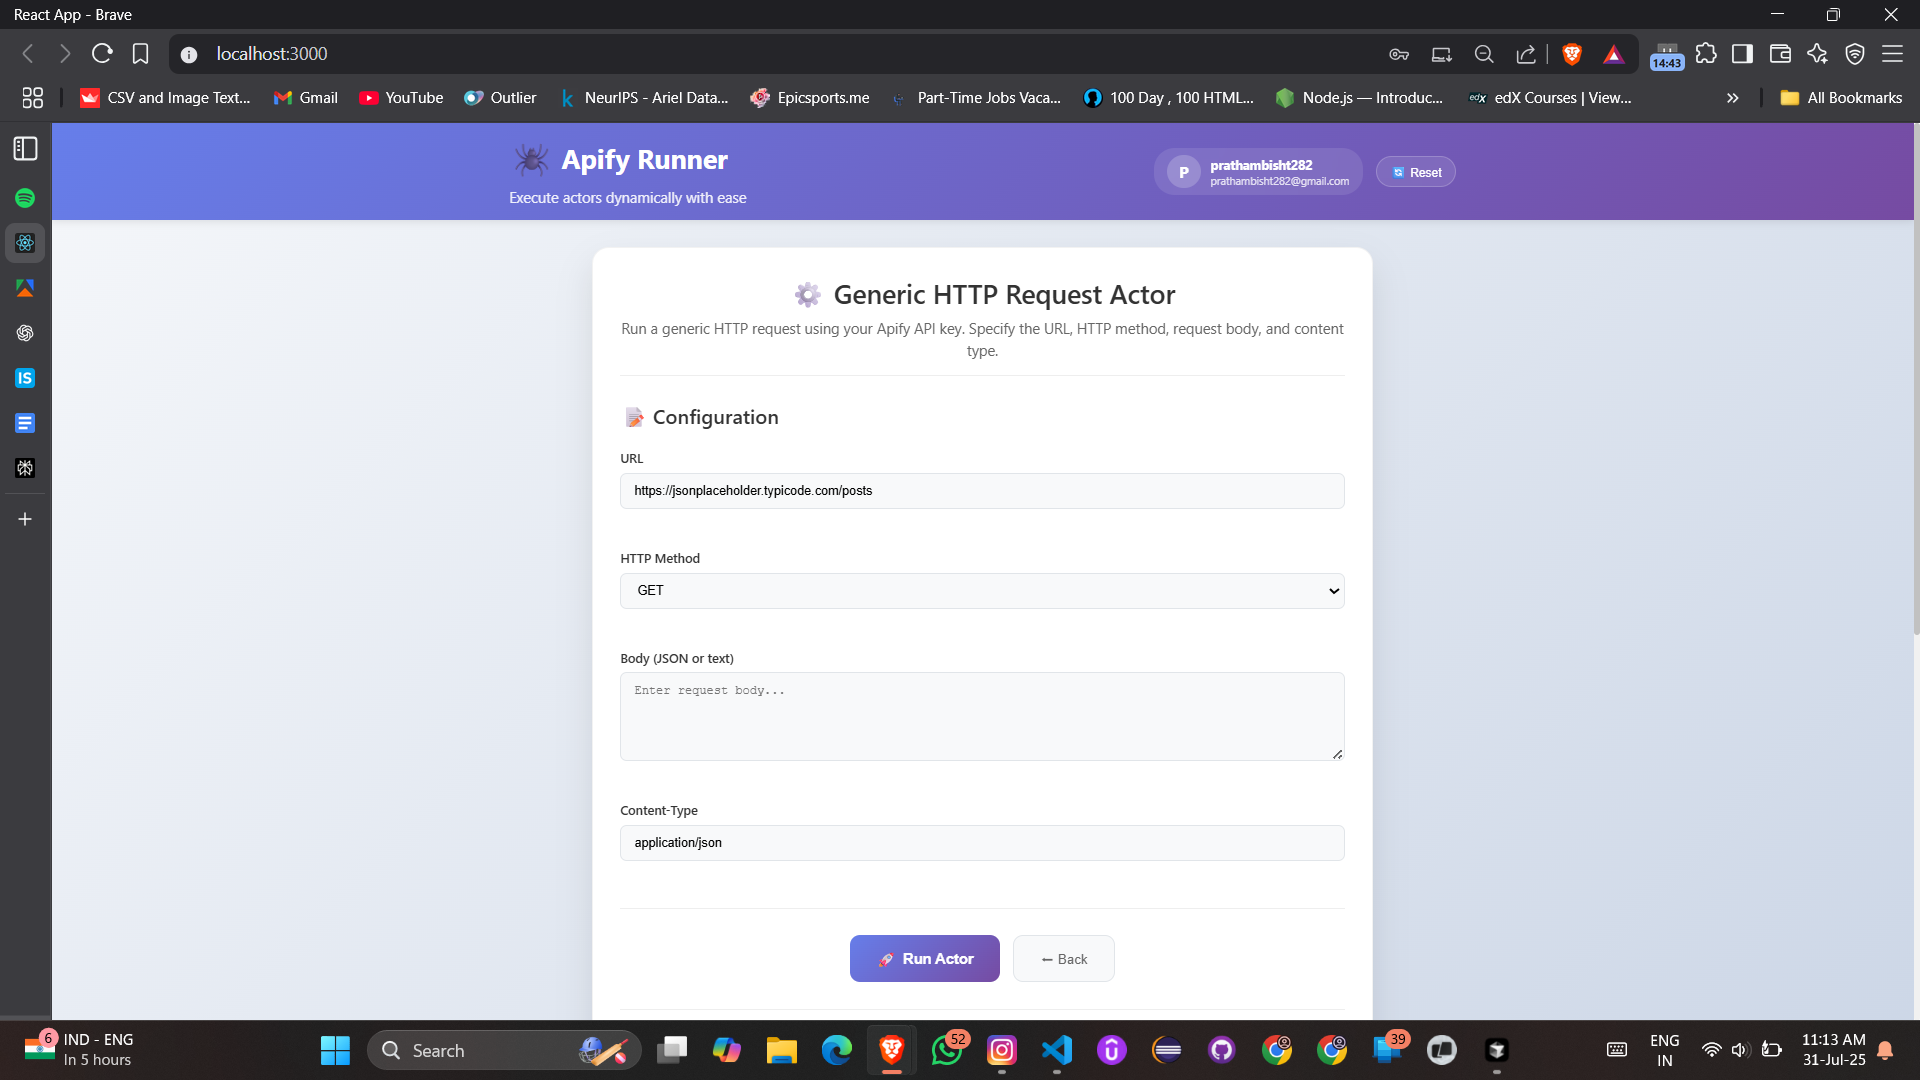 React App - Brave
localhost:3000
14:43
CSV and Image Text...
Gmail
YouTube
Outlier
NeurIPS - Ariel Data...
Epicsports.me
Part-Time Jobs Vaca...
100 Day , 100 HTML...
Node.js — Introduc...
edX
edX Courses | View...
»
All Bookmarks
Apify Runner
Execute actors dynamically with ease
P
prathambisht282
prathambisht282@gmail.com
Reset
IS
Generic HTTP Request Actor
Run a generic HTTP request using your Apify API key. Specify the URL, HTTP method, request body, and content
type.
Configuration
URL
https://jsonplaceholder.typicode.com/posts
HTTP Method
GET
Body (JSON or text)
Enter request body...
Content-Type
application/json
Run Actor
← Back
6
IND - ENG
In 5 hours
Search
52
39
ENG
IN
11:13 AM
31-Jul-25